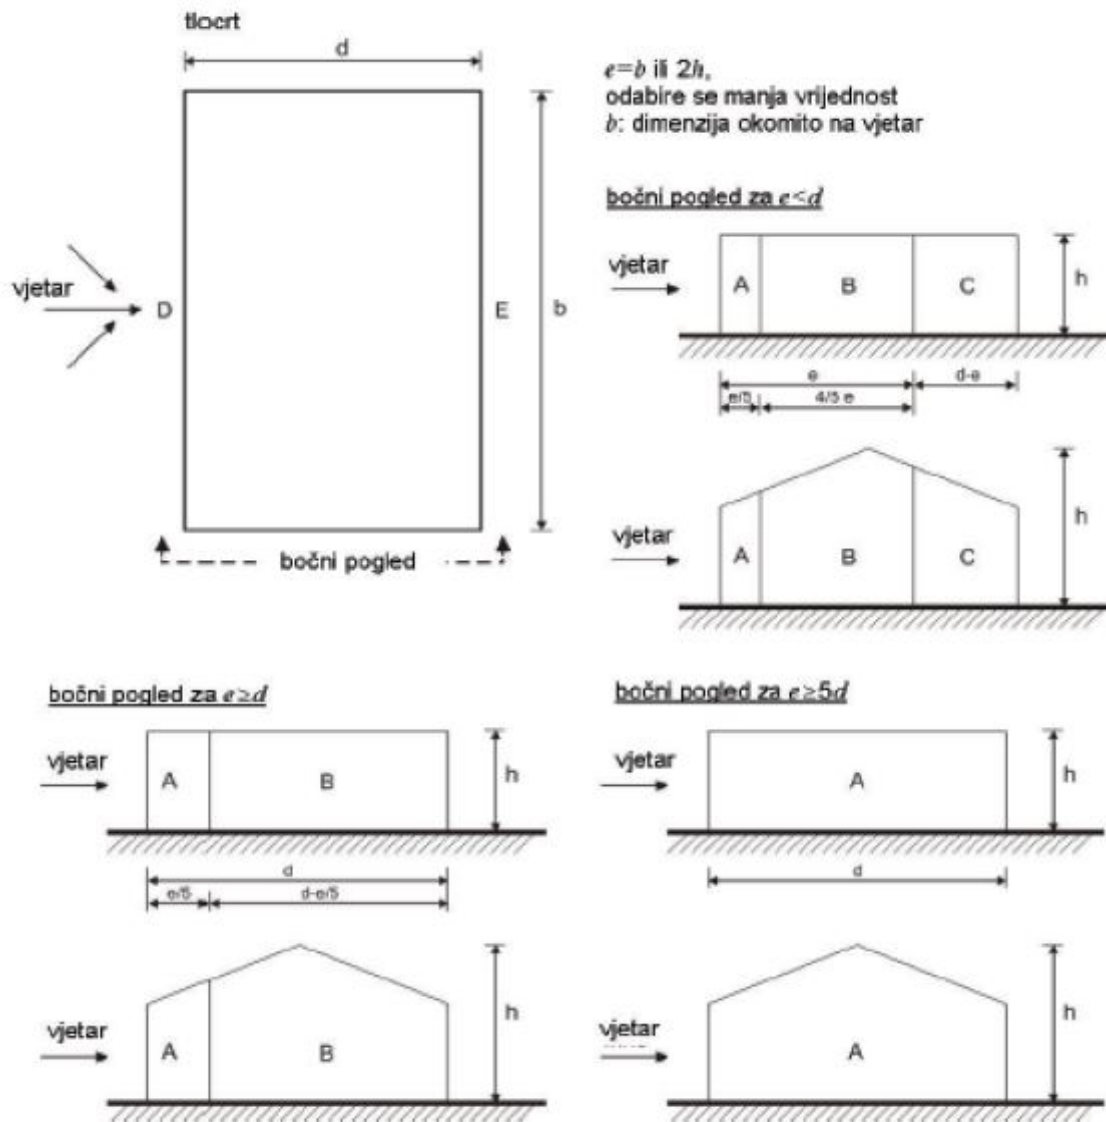 tlocrt
d
vjetar
D
E
b
bočni pogled
e=b ili 2h,
odabire se manja vrijednost
b: dimenzija okomito na vjetar
bočni pogled za e<d
vjetar
A
B
C
h
e
d-e
e/5
4/5 e
vjetar
A
B
C
h
bočni pogled za e≥d
vjetar
A
B
h
d
e/5
d-e/5
vjetar
A
B
h
bočni pogled za e≥5d
vjetar
A
h
d
vjetar
A
h